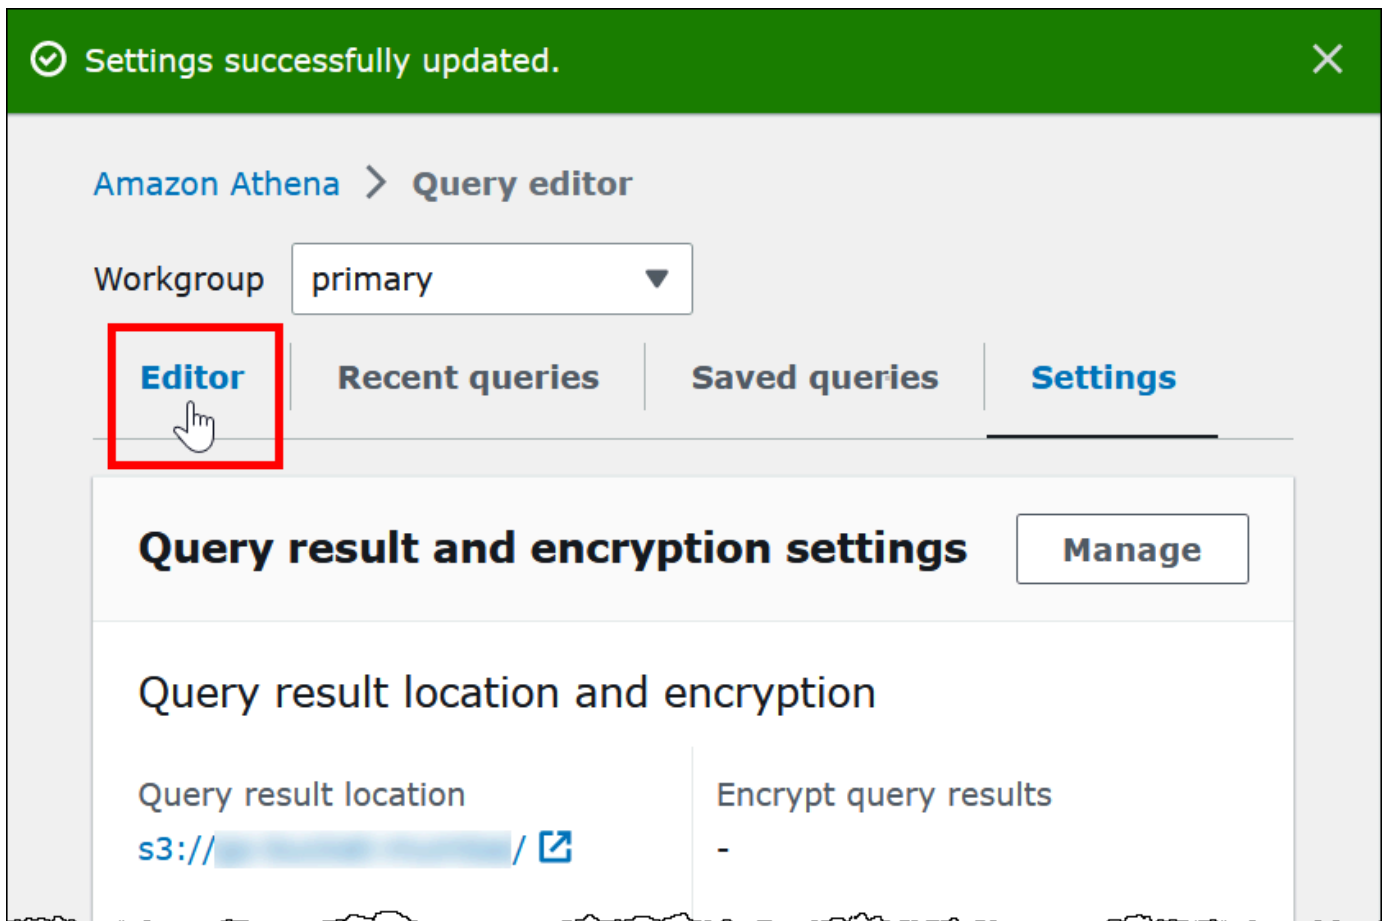 Settings successfully updated.
Amazon Athena > Query editor
Workgroup primary
Editor Recent queries Saved queries Settings
Query result and encryption settings Manage
Query result location and encryption
Query result location Encrypt query results
s3:// / -